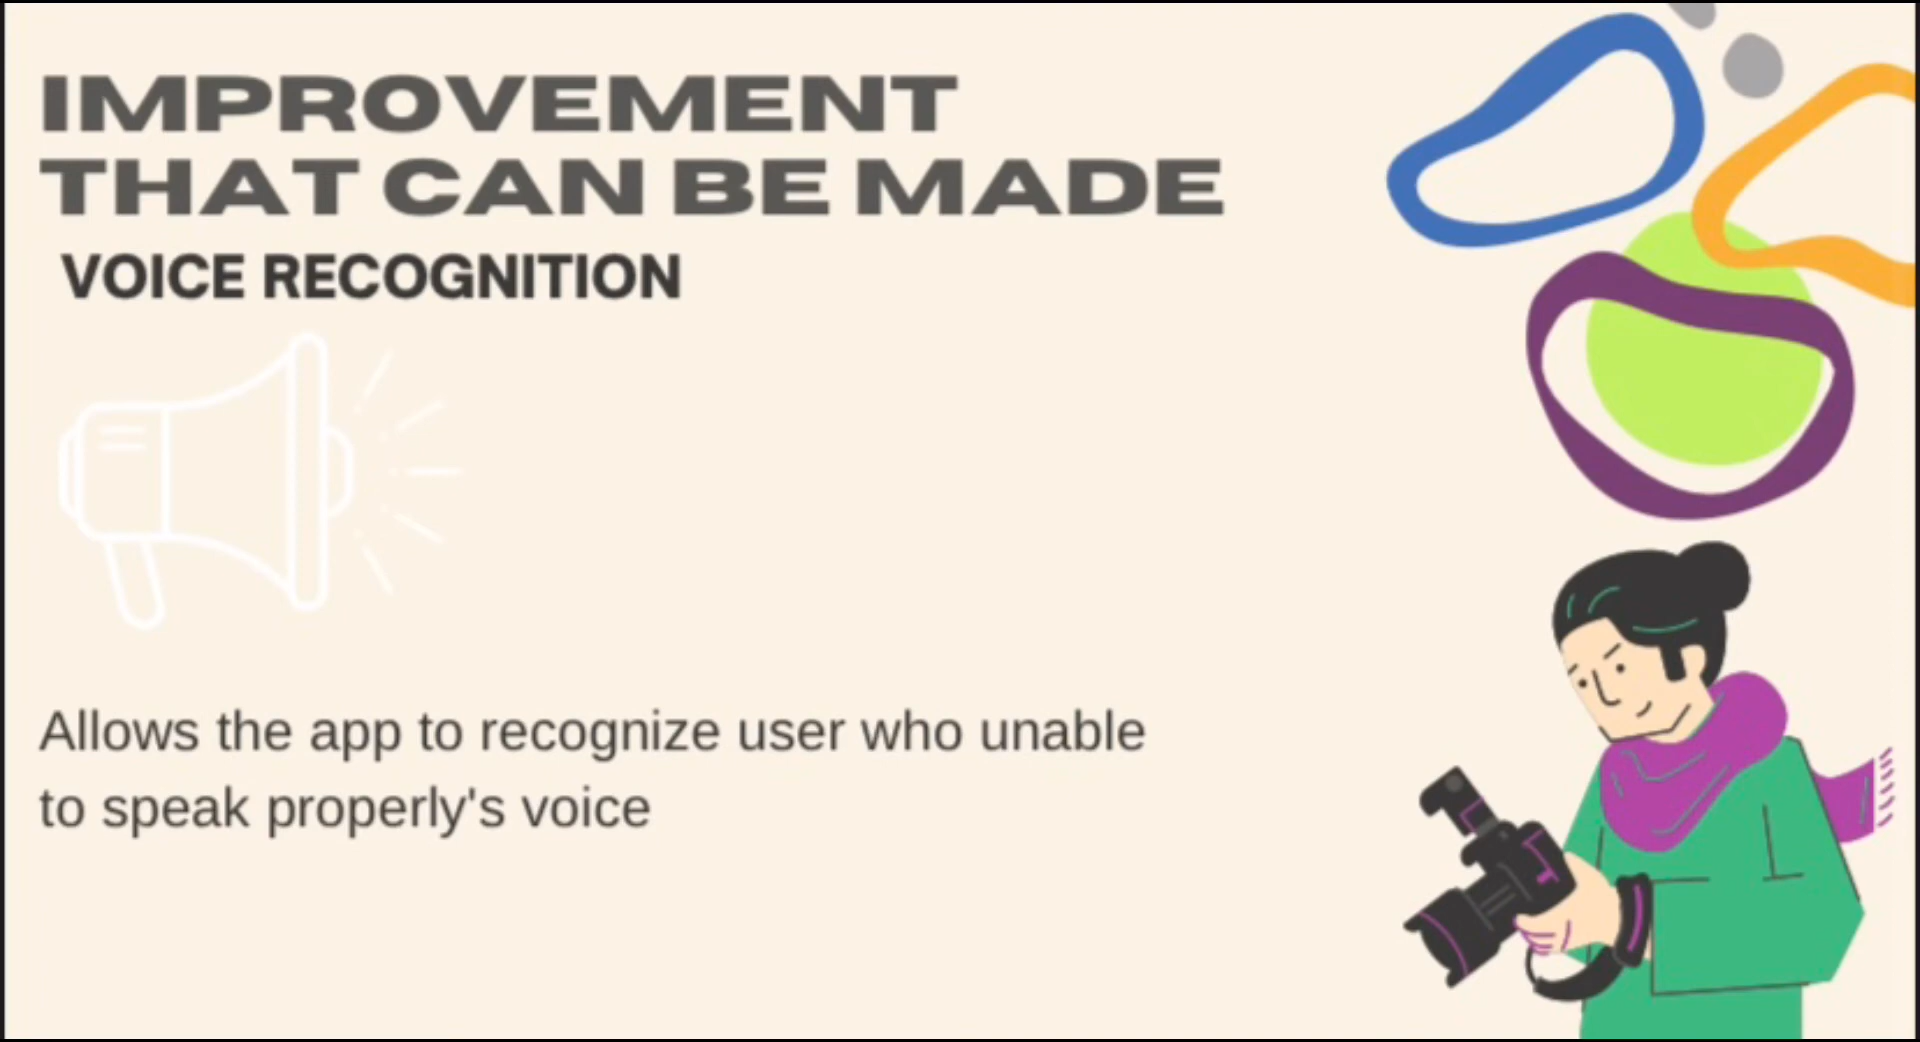 IMPROVEMENT
THAT CAN BE MADE
VOICE RECOGNITION
Allows the app to recognize user who unable
to speak properly's voice